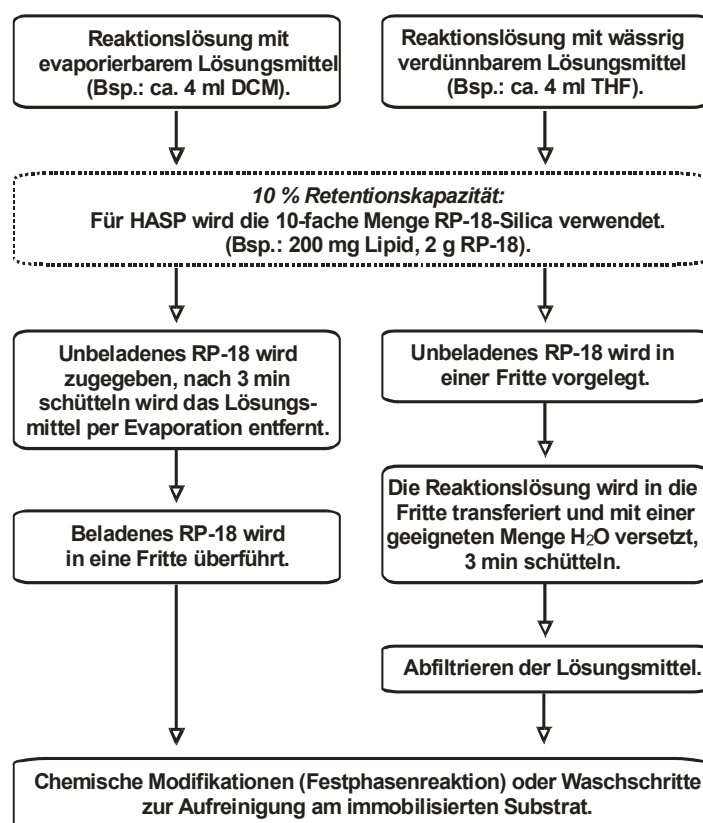 Reaktionslösung mit
evaporierbarem Lösungsmittel
(Bsp.: ca. 4 ml DCM).
Reaktionslösung mit wässrig
verdünnbarem Lösungsmittel
(Bsp.: ca. 4 ml THF).
10 % Retentionskapazität:
Für HASP wird die 10-fache Menge RP-18-Silica verwendet.
(Bsp.: 200 mg Lipid, 2 g RP-18).
Unbeladenes RP-18 wird
zugegeben, nach 3 min
schütteln wird das Lösungs-
mittel per Evaporation entfernt.
Unbeladenes RP-18 wird in
einer Fritte vorgelegt.
Beladenes RP-18 wird
in eine Fritte überführt.
Die Reaktionslösung wird in die
Fritte transferiert und mit einer
geeigneten Menge H₂O versetzt,
3 min schütteln.
Abfiltrieren der Lösungsmittel.
Chemische Modifikationen (Festphasenreaktion) oder Waschschritte
zur Aufreinigung am immobilisierten Substrat.